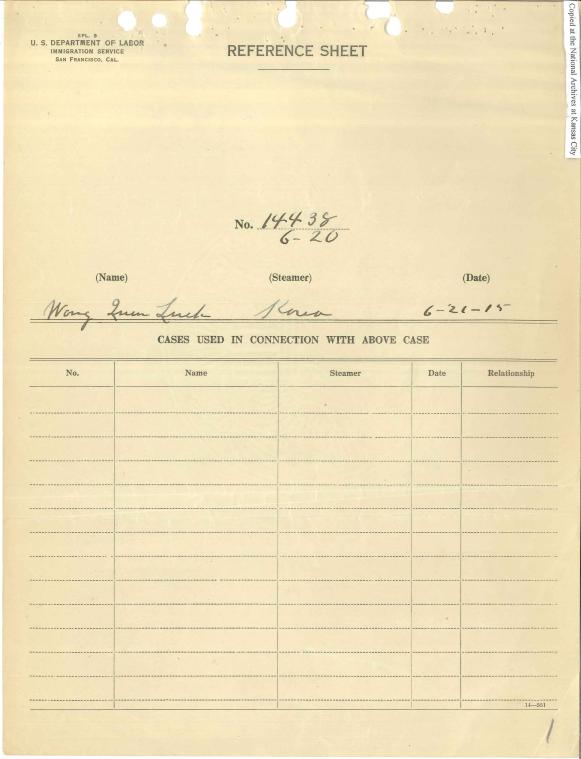 SPL. 9
U. S. DEPARTMENT OF LABOR
IMMIGRATION SERVICE
SAN FRANCISCO, CAL.
REFERENCE SHEET
Copied at the National Archives at Kansas City
No. 14438
6-20
(Name) (Steamer) (Date)
Wong Quen Luck Korea 6-21-15
CASES USED IN CONNECTION WITH ABOVE CASE
No. Name Steamer Date Relationship
14—551
1